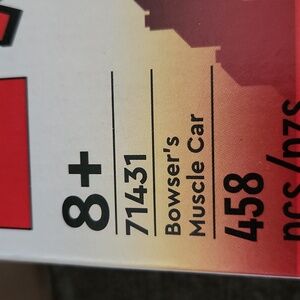 8+
71431
Bowser's
Muscle Car
458
pcs/pzs